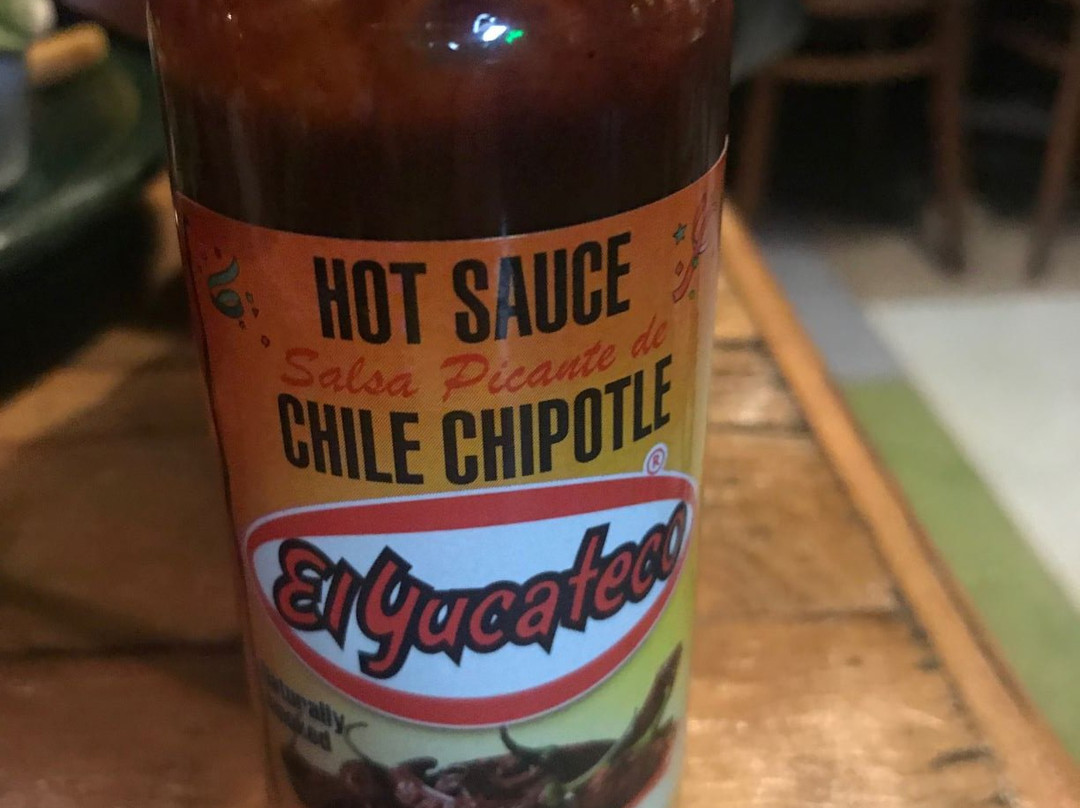 HOT SAUCE
Salsa Picante de
CHILE CHIPOTLE
®
El Yucateco